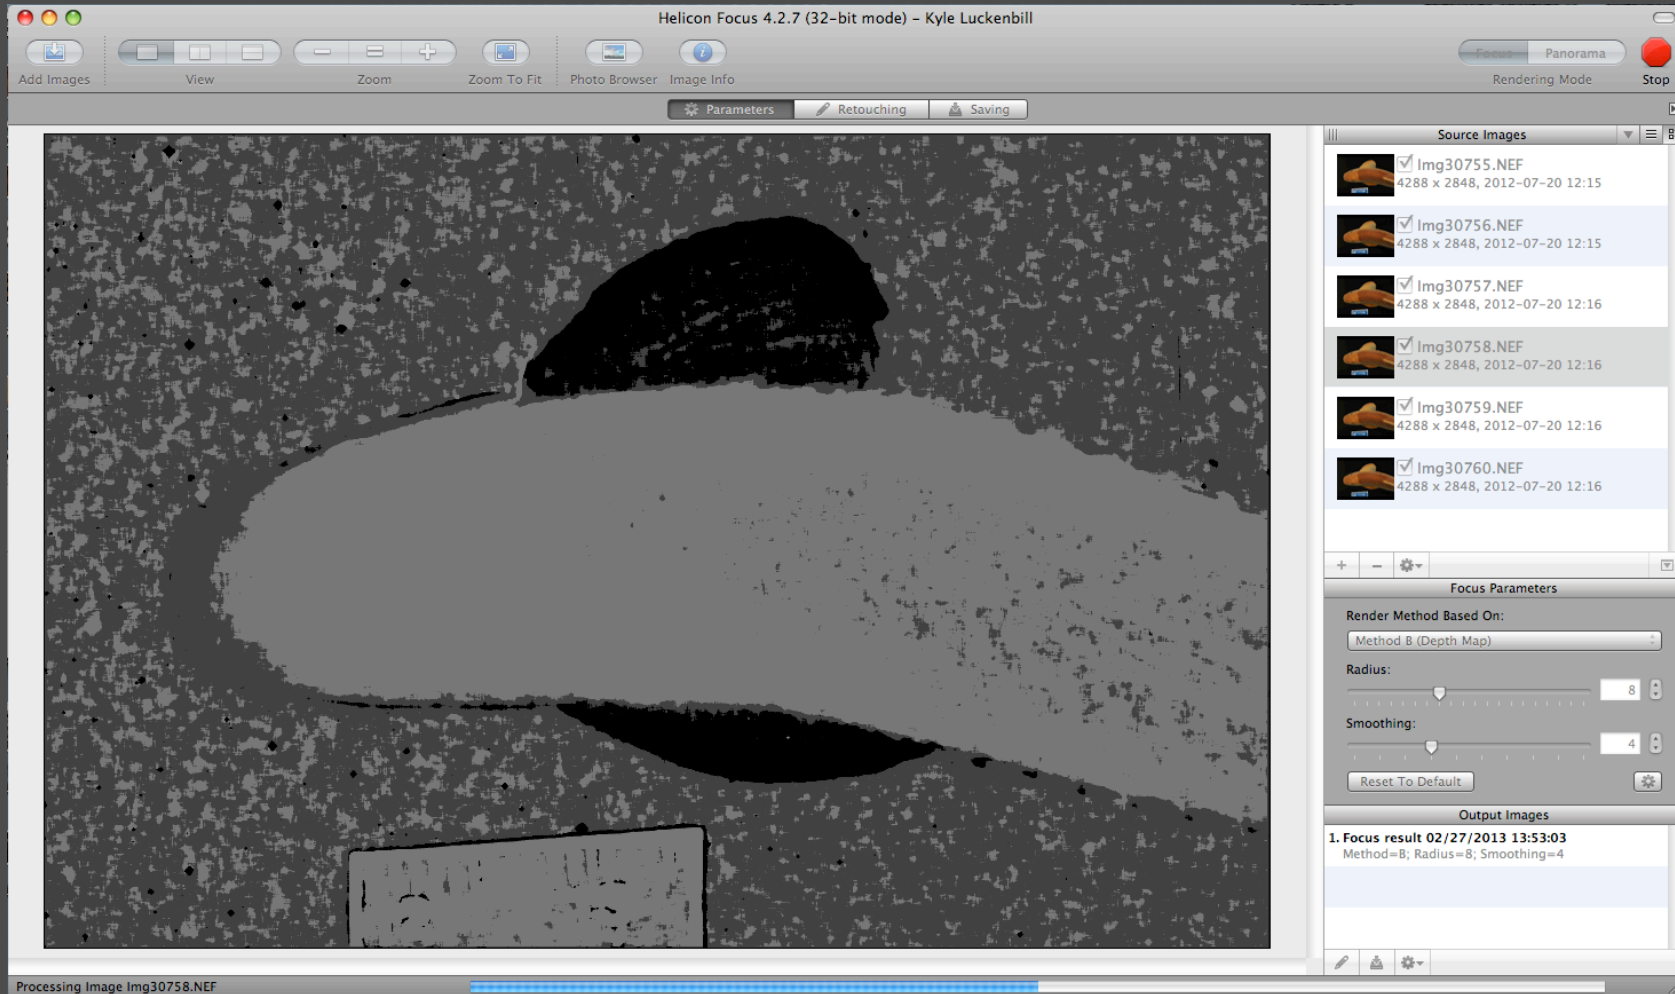 Helicon Focus 4.2.7 (32-bit mode) – Kyle Luckenbill
Add Images
View
Zoom
Zoom To Fit
Photo Browser
Image Info
Focus
Panorama
Rendering Mode
Stop
Parameters
Retouching
Saving
Source Images
Img30755.NEF
4288 x 2848, 2012-07-20 12:15
Img30756.NEF
4288 x 2848, 2012-07-20 12:15
Img30757.NEF
4288 x 2848, 2012-07-20 12:16
Img30758.NEF
4288 x 2848, 2012-07-20 12:16
Img30759.NEF
4288 x 2848, 2012-07-20 12:16
Img30760.NEF
4288 x 2848, 2012-07-20 12:16
Focus Parameters
Render Method Based On:
Method B (Depth Map)
Radius:
8
Smoothing:
4
Reset To Default
Output Images
1. Focus result 02/27/2013 13:53:03
Method=B; Radius=8; Smoothing=4
Processing Image Img30758.NEF